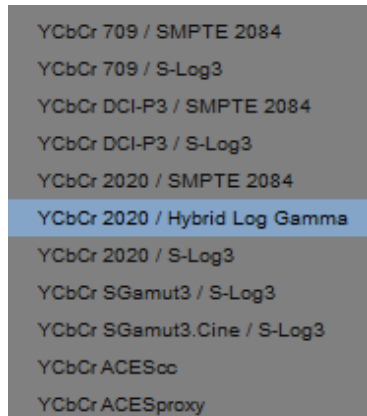 YCbCr 709 / SMPTE 2084
YCbCr 709 / S-Log3
YCbCr DCI-P3 / SMPTE 2084
YCbCr DCI-P3 / S-Log3
YCbCr 2020 / SMPTE 2084
YCbCr 2020 / Hybrid Log Gamma
YCbCr 2020 / S-Log3
YCbCr SGamut3 / S-Log3
YCbCr SGamut3.Cine / S-Log3
YCbCr ACEScc
YCbCr ACESproxy